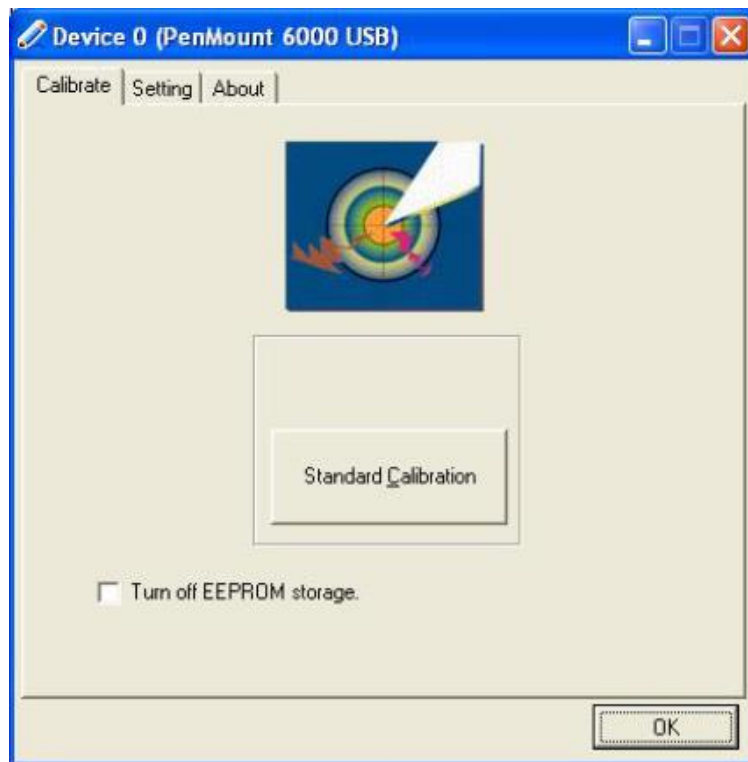 Device 0 (PenMount 6000 USB)
Calibrate Setting About
Standard Calibration
Turn off EEPROM storage.
OK